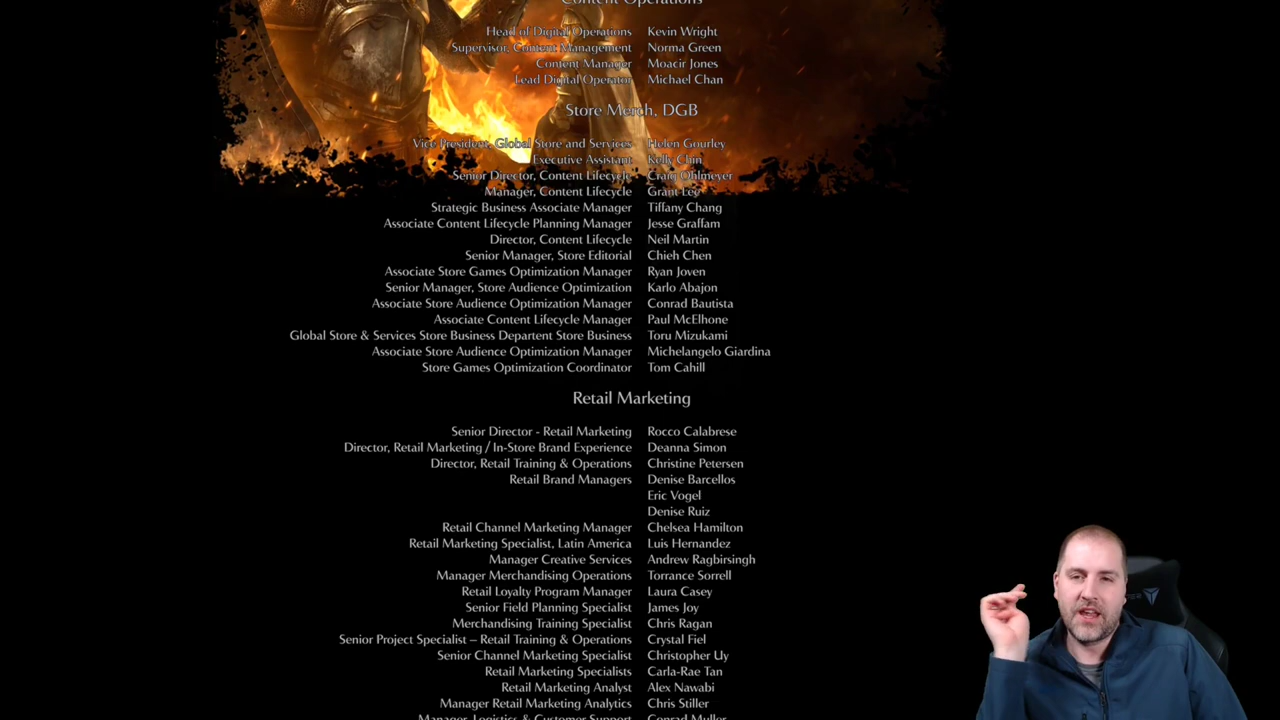 Content Operations
Head of Digital Operations Kevin Wright
Supervisor, Content Management Norma Green
Content Manager Moacir Jones
Lead Digital Operator Michael Chan
Store Merch, DGB
Vice President, Global Store and Services Helen Gourley
Executive Assistant Kelly Chin
Senior Director, Content Lifecycle Craig Ohlmeyer
Manager, Content Lifecycle Grant Lee
Strategic Business Associate Manager Tiffany Chang
Associate Content Lifecycle Planning Manager Jesse Graffam
Director, Content Lifecycle Neil Martin
Senior Manager, Store Editorial Chieh Chen
Associate Store Games Optimization Manager Ryan Joven
Senior Manager, Store Audience Optimization Karlo Abajon
Associate Store Audience Optimization Manager Conrad Bautista
Associate Content Lifecycle Manager Paul McElhone
Global Store & Services Store Business Departent Store Business Toru Mizukami
Associate Store Audience Optimization Manager Michelangelo Giardina
Store Games Optimization Coordinator Tom Cahill
Retail Marketing
Senior Director - Retail Marketing Rocco Calabrese
Director, Retail Marketing / In-Store Brand Experience Deanna Simon
Director, Retail Training & Operations Christine Petersen
Retail Brand Managers Denise Barcellos
Eric Vogel
Denise Ruiz
Retail Channel Marketing Manager Chelsea Hamilton
Retail Marketing Specialist, Latin America Luis Hernandez
Manager Creative Services Andrew Ragbirsingh
Manager Merchandising Operations Torrance Sorrell
Retail Loyalty Program Manager Laura Casey
Senior Field Planning Specialist James Joy
Merchandising Training Specialist Chris Ragan
Senior Project Specialist – Retail Training & Operations Crystal Fiel
Senior Channel Marketing Specialist Christopher Uy
Retail Marketing Specialists Carla-Rae Tan
Retail Marketing Analyst Alex Nawabi
Manager Retail Marketing Analytics Chris Stiller
Manager, Logistics & Customer Support Conrad Muller